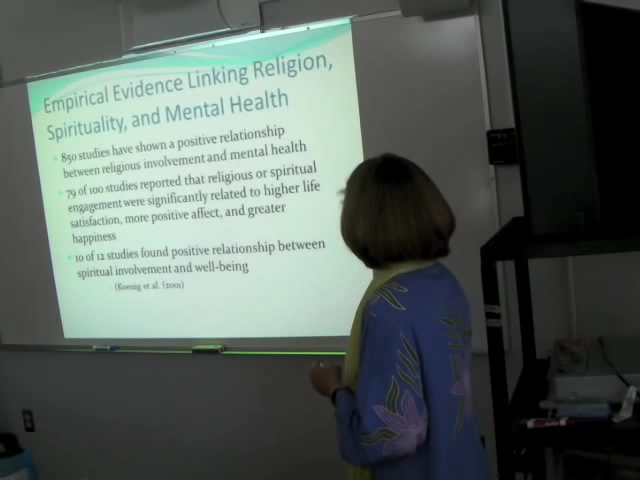 Empirical Evidence Linking Religion,
Spirituality, and Mental Health
850 studies have shown a positive relationship
between religious involvement and mental health
79 of 100 studies reported that religious or spiritual
engagement were significantly related to higher life
satisfaction, more positive affect, and greater
happiness
10 of 12 studies found positive relationship between
spiritual involvement and well-being
(Koenig et al. (2001)